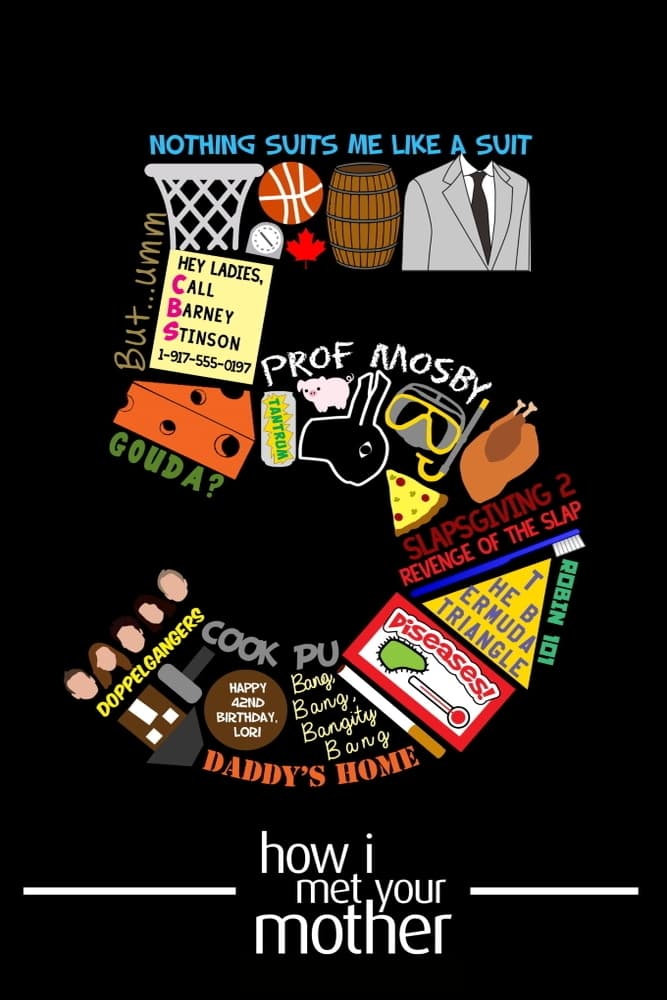 NOTHING SUITS ME LIKE A SUIT
But...umm
HEY LADIES,
CALL
BARNEY
STINSON
1-917-555-0197
PROF MOSBY
TANTRUM
GOUDA?
SLAPSGIVING 2
REVENGE OF THE SLAP
ROBIN 101
T
HE B
ERMUDA
TRIANGLE
Diseases!
DOPPELGANGERS
COOK PU
HAPPY
42ND
BIRTHDAY,
LORI
Bang,
Bang,
Bangity
Bang
DADDY'S HOME
how i
met your
mother